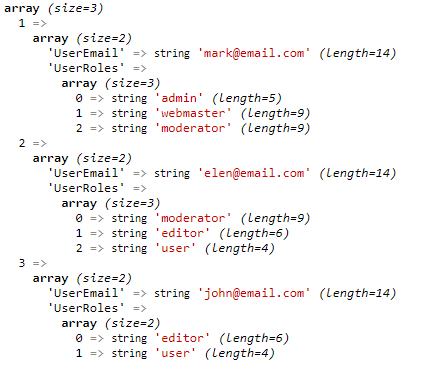 array (size=3)
  1 =>
    array (size=2)
      'UserEmail' => string 'mark@email.com' (length=14)
      'UserRoles' =>
        array (size=3)
          0 => string 'admin' (length=5)
          1 => string 'webmaster' (length=9)
          2 => string 'moderator' (length=9)
  2 =>
    array (size=2)
      'UserEmail' => string 'elen@email.com' (length=14)
      'UserRoles' =>
        array (size=3)
          0 => string 'moderator' (length=9)
          1 => string 'editor' (length=6)
          2 => string 'user' (length=4)
  3 =>
    array (size=2)
      'UserEmail' => string 'john@email.com' (length=14)
      'UserRoles' =>
        array (size=2)
          0 => string 'editor' (length=6)
          1 => string 'user' (length=4)